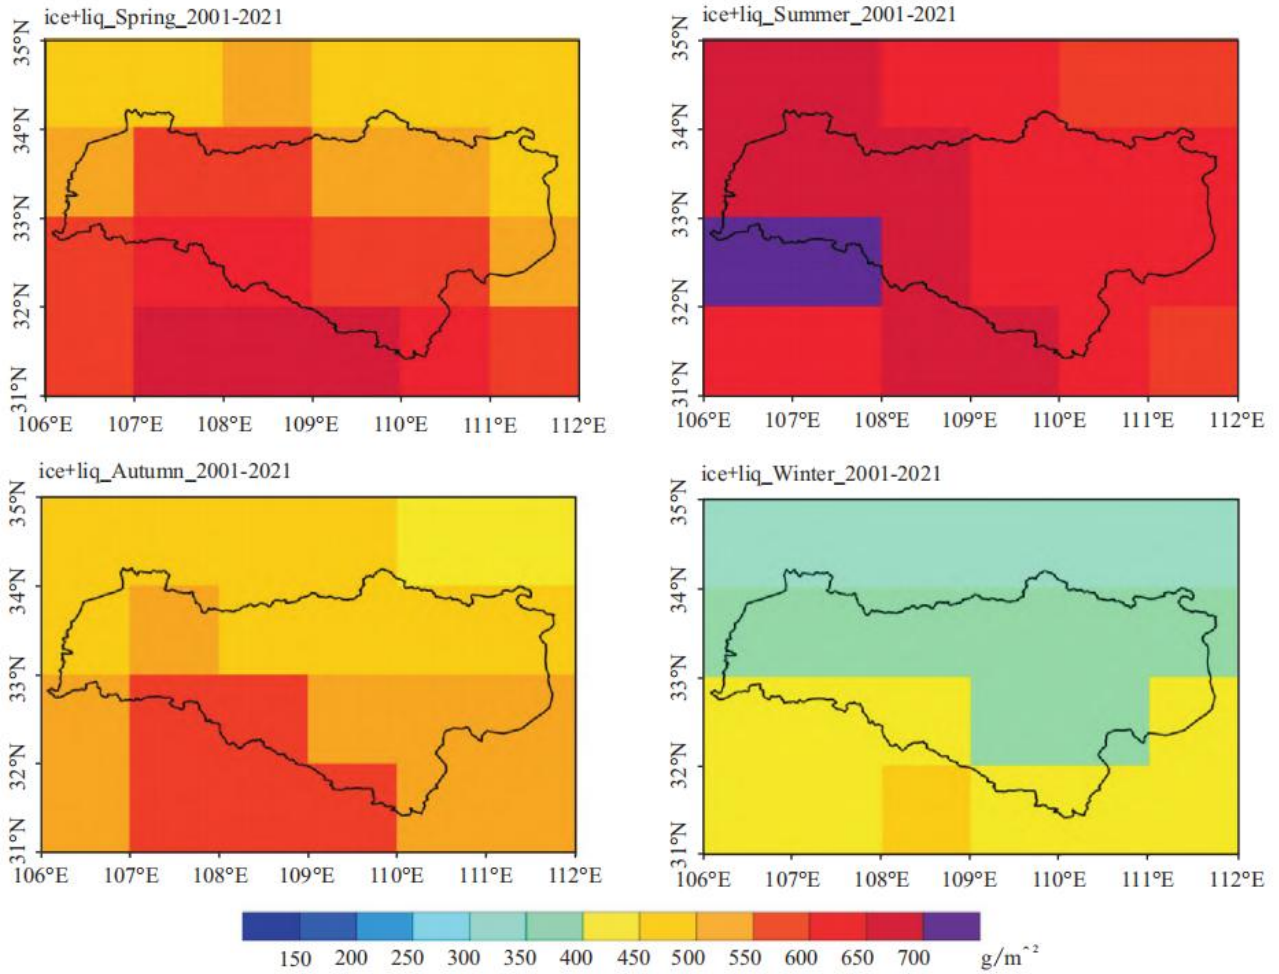 ice+liq_Spring_2001-2021
35°N
34°N
33°N
32°N
31°N
106°E 107°E 108°E 109°E 110°E 111°E 112°E
ice+liq_Summer_2001-2021
35°N
34°N
33°N
32°N
31°N
106°E 107°E 108°E 109°E 110°E 111°E 112°E
ice+liq_Autumn_2001-2021
35°N
34°N
33°N
32°N
31°N
106°E 107°E 108°E 109°E 110°E 111°E 112°E
ice+liq_Winter_2001-2021
35°N
34°N
33°N
32°N
31°N
106°E 107°E 108°E 109°E 110°E 111°E 112°E
150 200 250 300 350 400 450 500 550 600 650 700 g/m^2